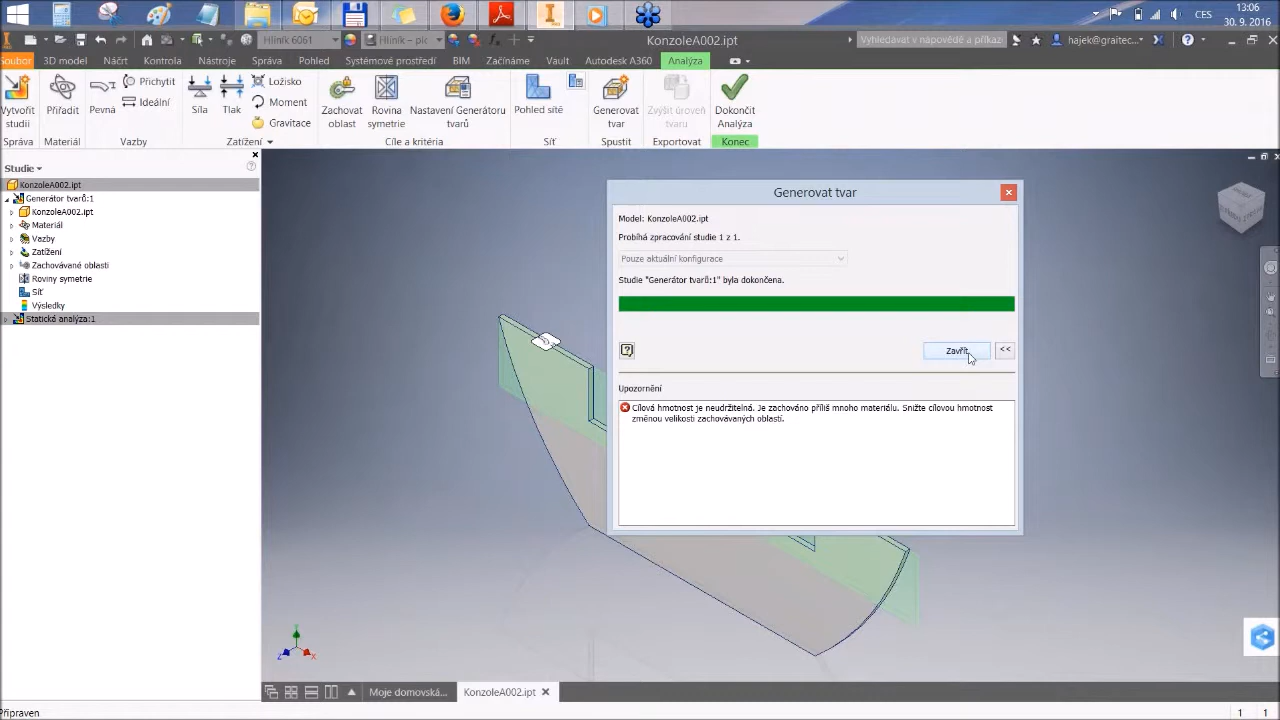 13:06
CES
30. 9. 2016
Hliník 6061
Hliník – plc
KonzoleA002.ipt
Vyhledávat v nápovědě a příkaz
hajek@graitec...
Soubor 3D model Náčrt Kontrola Nástroje Správa Pohled Systémové prostředí BIM Začínáme Vault Autodesk A360 Analýza
Vytvořit
studii
Přiřadit
Pevná
Přichytit
Ideální
Síla
Tlak
Ložisko
Moment
Gravitace
Zachovat
oblast
Rovina
symetrie
Nastavení Generátoru
tvarů
Pohled sítě
Generovat
tvar
Zvýšit úroveň
tvaru
Dokončit
Analýza
Správa Materiál Vazby Zatížení Cíle a kritéria Síť Spustit Exportovat Konec
Studie
KonzoleA002.ipt
Generátor tvarů:1
KonzoleA002.ipt
Materiál
Vazby
Zatížení
Zachovávané oblasti
Roviny symetrie
Síť
Výsledky
Statická analýza:1
Generovat tvar
Model: KonzoleA002.ipt
Probíhá zpracování studie 1 z 1.
Pouze aktuální konfigurace
Studie "Generátor tvarů:1" byla dokončena.
Zavřít
<<
Upozornění
Cílová hmotnost je neudržitelná. Je zachováno příliš mnoho materiálu. Snižte cílovou hmotnost
změnou velikosti zachovávaných oblastí.
Z X
Moje domovská... KonzoleA002.ipt
Připraven
1 1